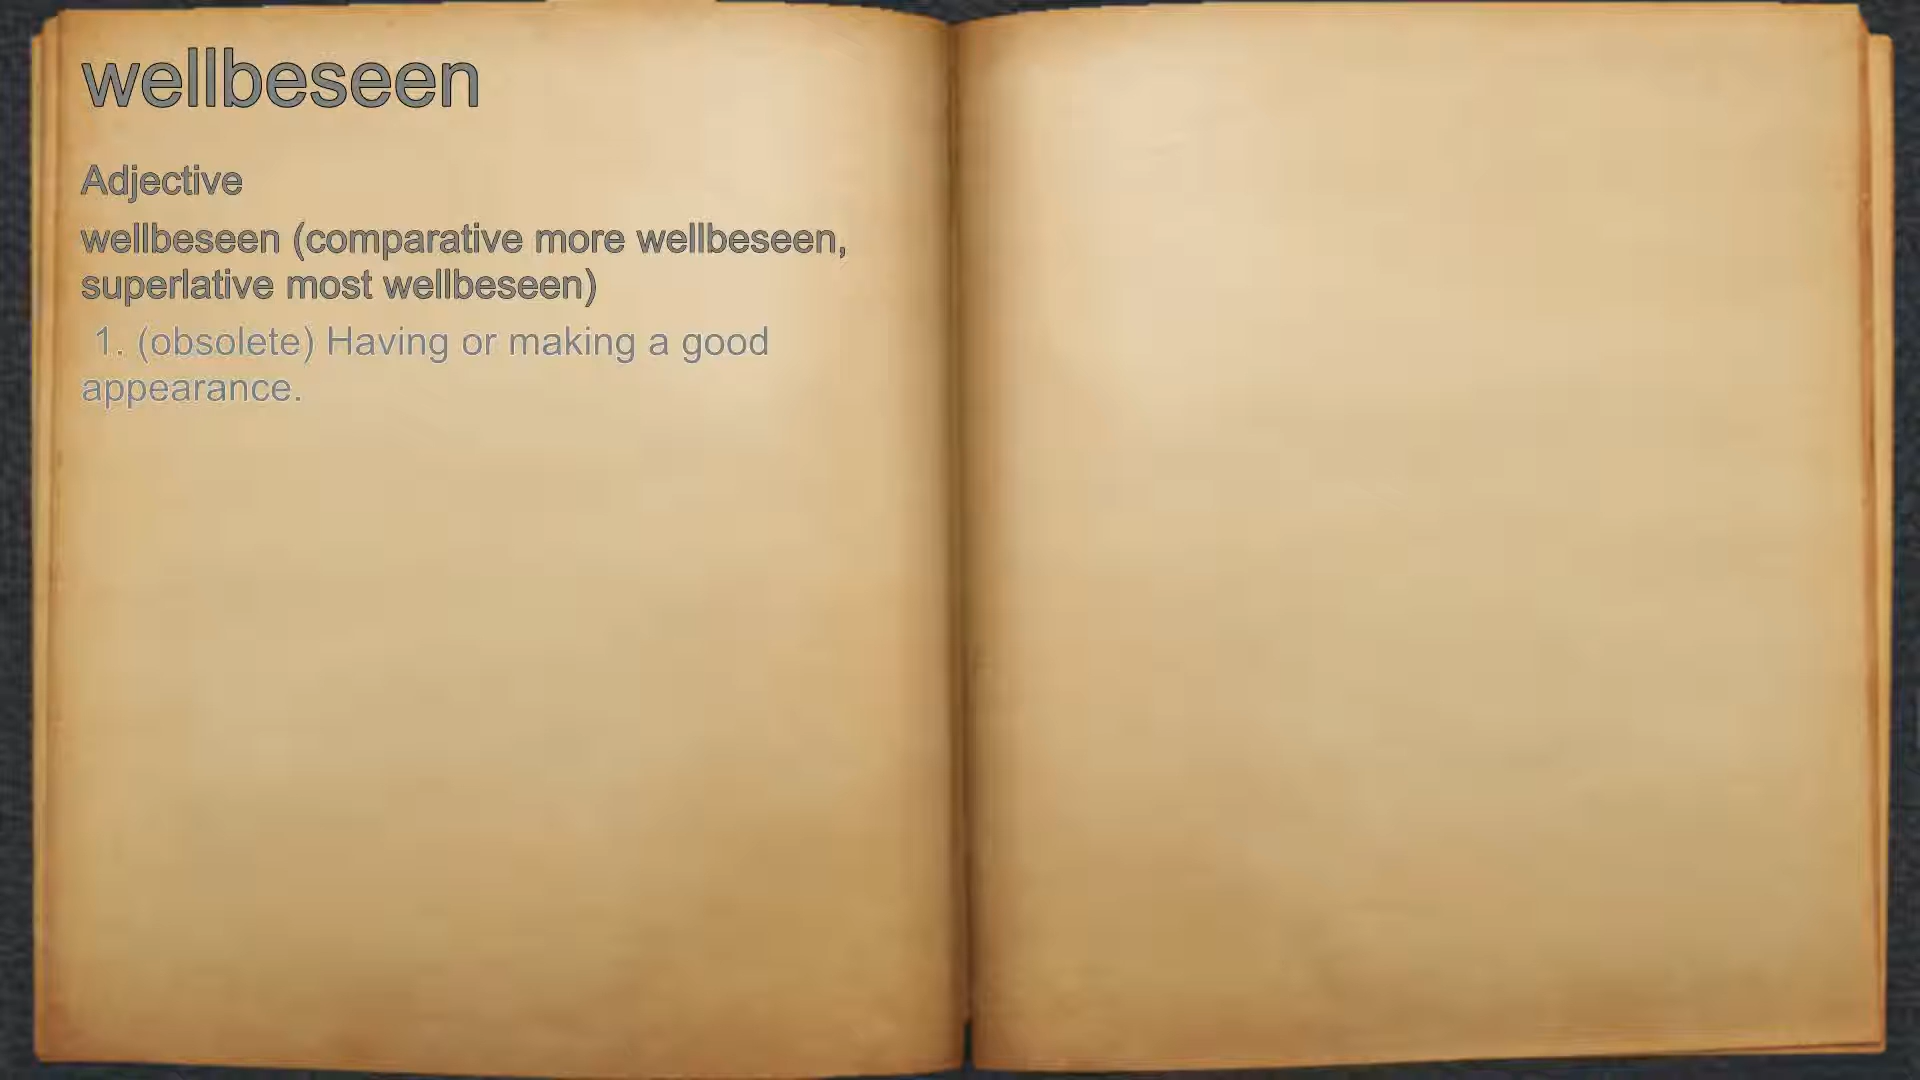 wellbeseen
Adjective
wellbeseen (comparative more wellbeseen,
superlative most wellbeseen)
1. (obsolete) Having or making a good
appearance.